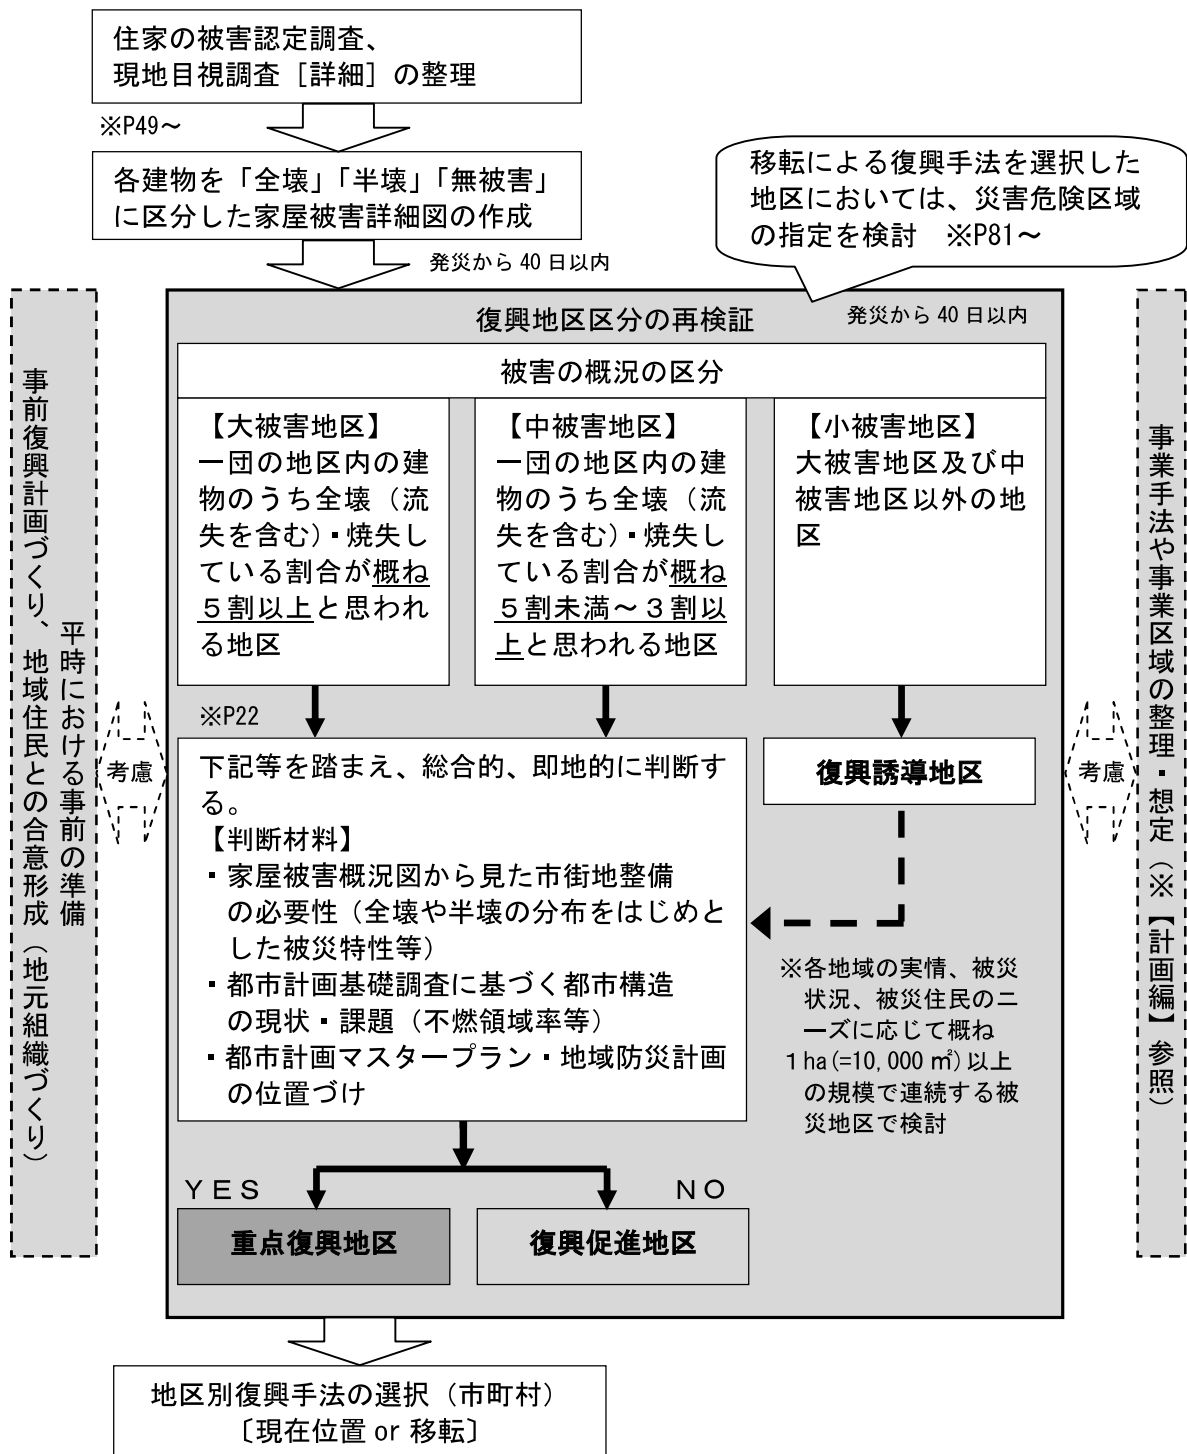 住家の被害認定調査、
現地目視調査［詳細］の整理
※P49～
各建物を「全壊」「半壊」「無被害」
に区分した家屋被害詳細図の作成
発災から 40 日以内
移転による復興手法を選択した
地区においては、災害危険区域
の指定を検討　※P81～
平時における事前の準備
事前復興計画づくり、地域住民との合意形成（地元組織づくり）
考慮
復興地区区分の再検証
発災から 40 日以内
被害の概況の区分
【大被害地区】
一団の地区内の建
物のうち全壊（流
失を含む）・焼失し
ている割合が概ね
５割以上と思われ
る地区
【中被害地区】
一団の地区内の建
物のうち全壊（流
失を含む）・焼失し
ている割合が概ね
５割未満～３割以
上と思われる地区
【小被害地区】
大被害地区及び中
被害地区以外の地
区
※P22
下記等を踏まえ、総合的、即地的に判断す
る。
【判断材料】
・家屋被害概況図から見た市街地整備
の必要性（全壊や半壊の分布をはじめと
した被災特性等）
・都市計画基礎調査に基づく都市構造
の現状・課題（不燃領域率等）
・都市計画マスタープラン・地域防災計画
の位置づけ
復興誘導地区
※各地域の実情、被災
状況、被災住民のニ
ーズに応じて概ね
１ha(=10,000 ㎡)以上
の規模で連続する被
災地区で検討
ＹＥＳ
ＮＯ
重点復興地区
復興促進地区
考慮
事業手法や事業区域の整理・想定（※【計画編】参照）
地区別復興手法の選択（市町村）
〔現在位置 or 移転〕